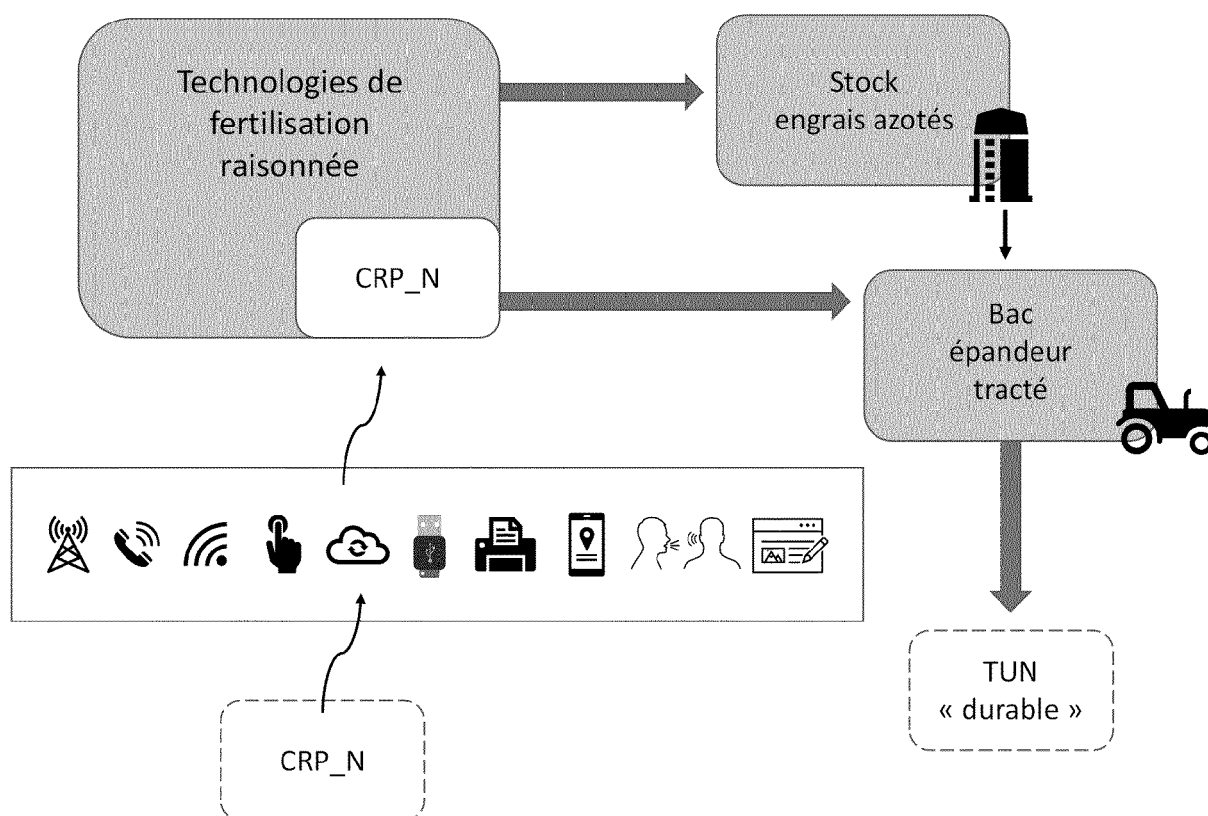 Technologies de
fertilisation
raisonnée
CRP_N
Stock
engrais azotés
Bac
épandeur
tracté
TUN
« durable »
CRP_N